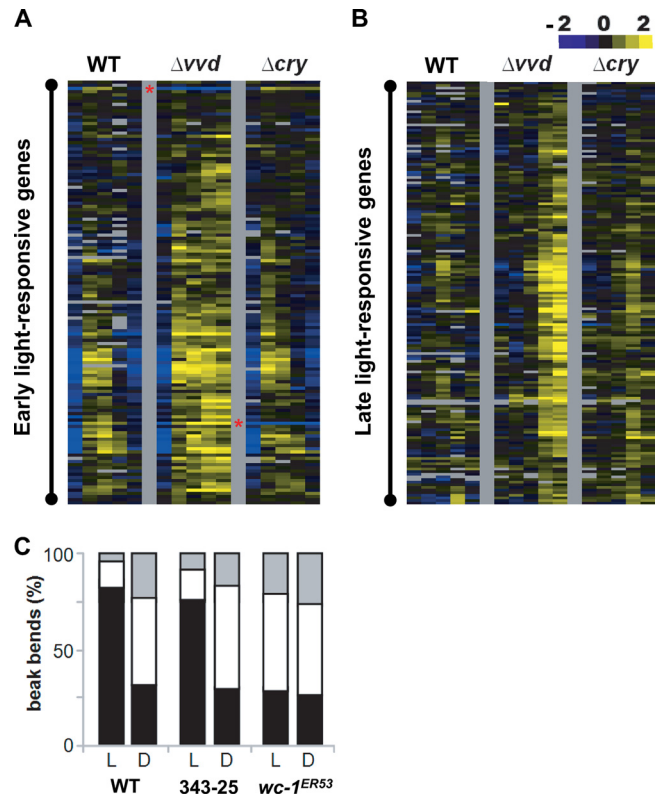 A
WT Δvvd Δcry
Early light-responsive genes
*
*
B
-2 0 2
WT Δvvd Δcry
Late light-responsive genes
C
beak bends (%)
100
50
0
L D L D L D
WT 343-25 wc-1ER53